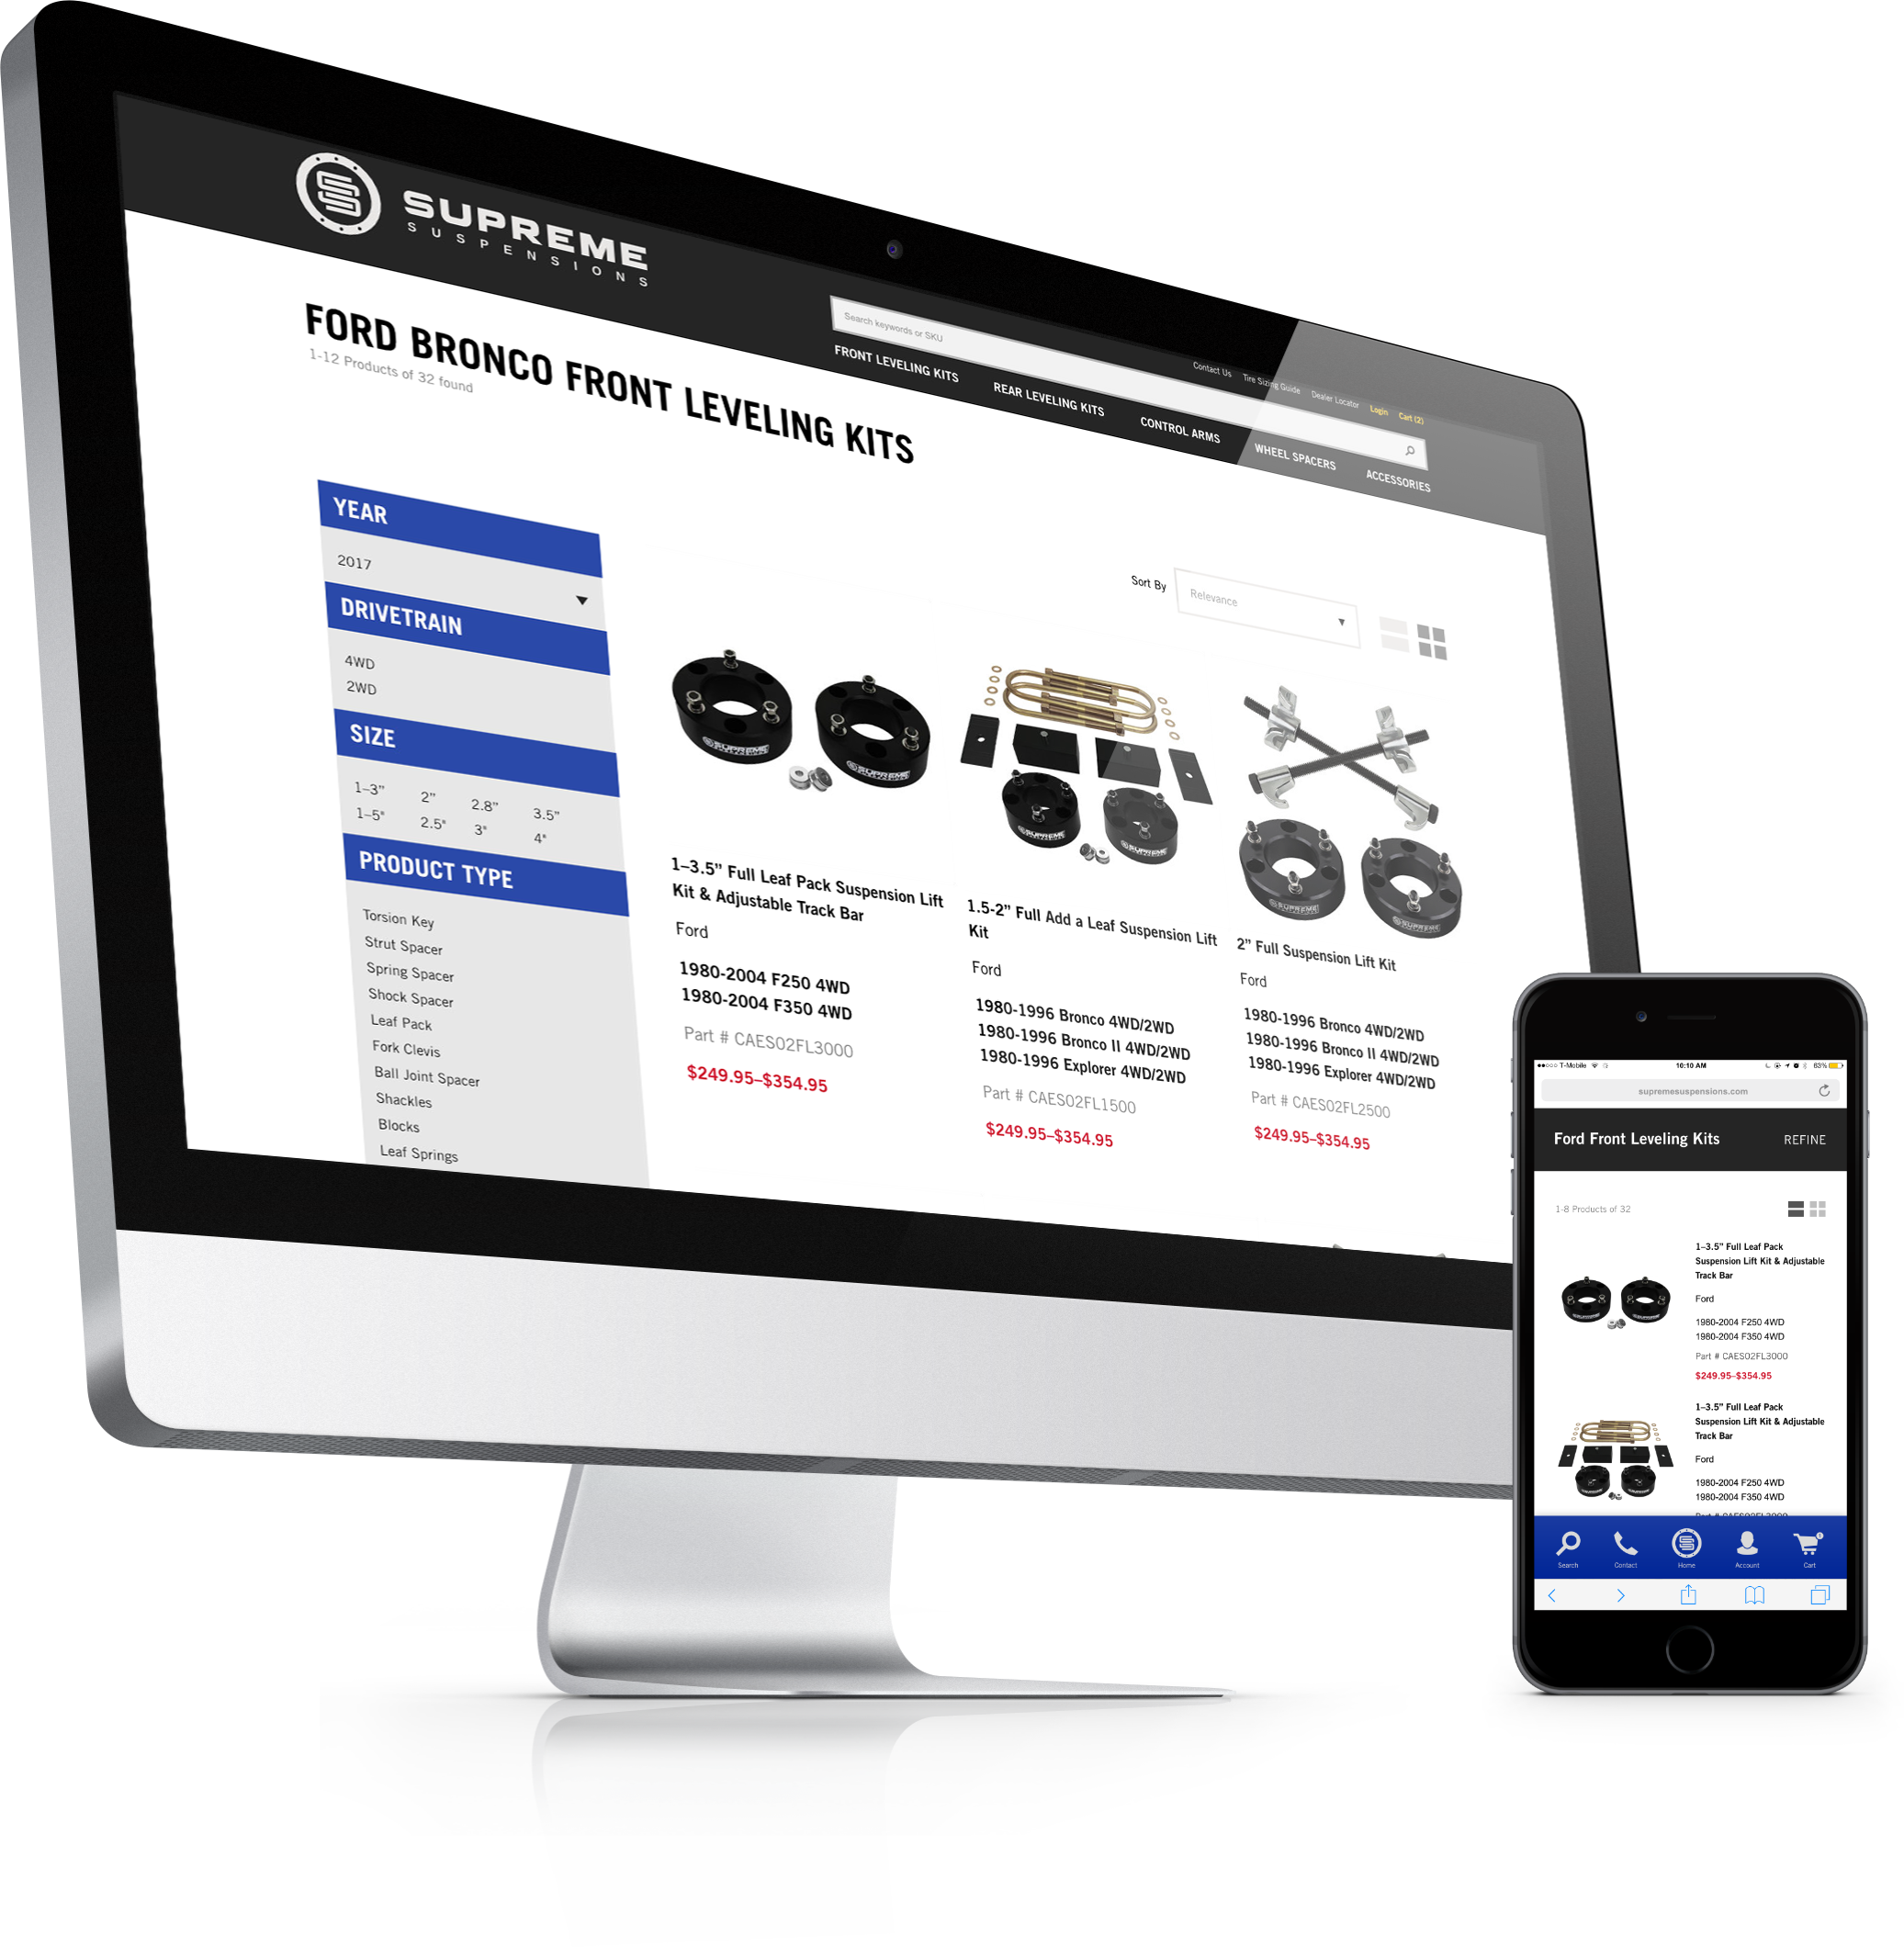 SUPREME
SUSPENSIONS
Contact Us Tire Sizing Guide Dealer Locator Login Cart (2)
Search keywords or SKU
FRONT LEVELING KITS REAR LEVELING KITS CONTROL ARMS WHEEL SPACERS ACCESSORIES
FORD BRONCO FRONT LEVELING KITS
1-12 Products of 32 found
YEAR
2017
DRIVETRAIN
4WD
2WD
SIZE
1–3” 2” 2.8” 3.5”
1–5" 2.5" 3" 4"
PRODUCT TYPE
Torsion Key
Strut Spacer
Spring Spacer
Shock Spacer
Leaf Pack
Fork Clevis
Ball Joint Spacer
Shackles
Blocks
Leaf Springs
Sort By Relevance
SUPREME
SUPREME
1–3.5” Full Leaf Pack Suspension Lift
Kit & Adjustable Track Bar
Ford
1980-2004 F250 4WD
1980-2004 F350 4WD
Part # CAES02FL3000
$249.95–$354.95
SUPREME
SUPREME
1.5-2” Full Add a Leaf Suspension Lift
Kit
Ford
1980-1996 Bronco 4WD/2WD
1980-1996 Bronco II 4WD/2WD
1980-1996 Explorer 4WD/2WD
Part # CAES02FL1500
$249.95–$354.95
SUPREME
SUPREME
2” Full Suspension Lift Kit
Ford
1980-1996 Bronco 4WD/2WD
1980-1996 Bronco II 4WD/2WD
1980-1996 Explorer 4WD/2WD
Part # CAES02FL2500
$249.95–$354.95
T-Mobile 10:10 AM 63%
supremesuspensions.com
Ford Front Leveling Kits REFINE
1-8 Products of 32
1–3.5” Full Leaf Pack
Suspension Lift Kit & Adjustable
Track Bar
Ford
1980-2004 F250 4WD
1980-2004 F350 4WD
Part # CAES02FL3000
$249.95–$354.95
1–3.5” Full Leaf Pack
Suspension Lift Kit & Adjustable
Track Bar
Ford
1980-2004 F250 4WD
1980-2004 F350 4WD
Part # CAES02FL3000
Search Contact Home Account Cart